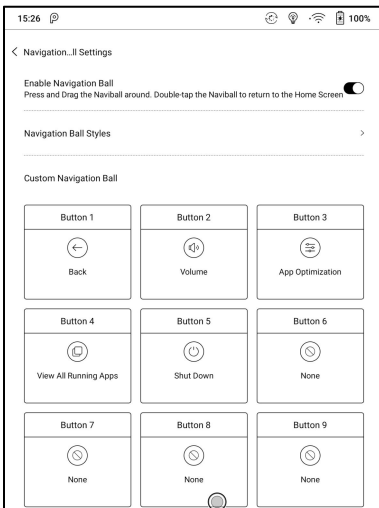 15:26 100%
Navigation...ll Settings
Enable Navigation Ball
Press and Drag the Naviball around. Double-tap the Naviball to return to the Home Screen
Navigation Ball Styles
Custom Navigation Ball
Button 1 Button 2 Button 3
Back Volume App Optimization
Button 4 Button 5 Button 6
View All Running Apps Shut Down None
Button 7 Button 8 Button 9
None None None